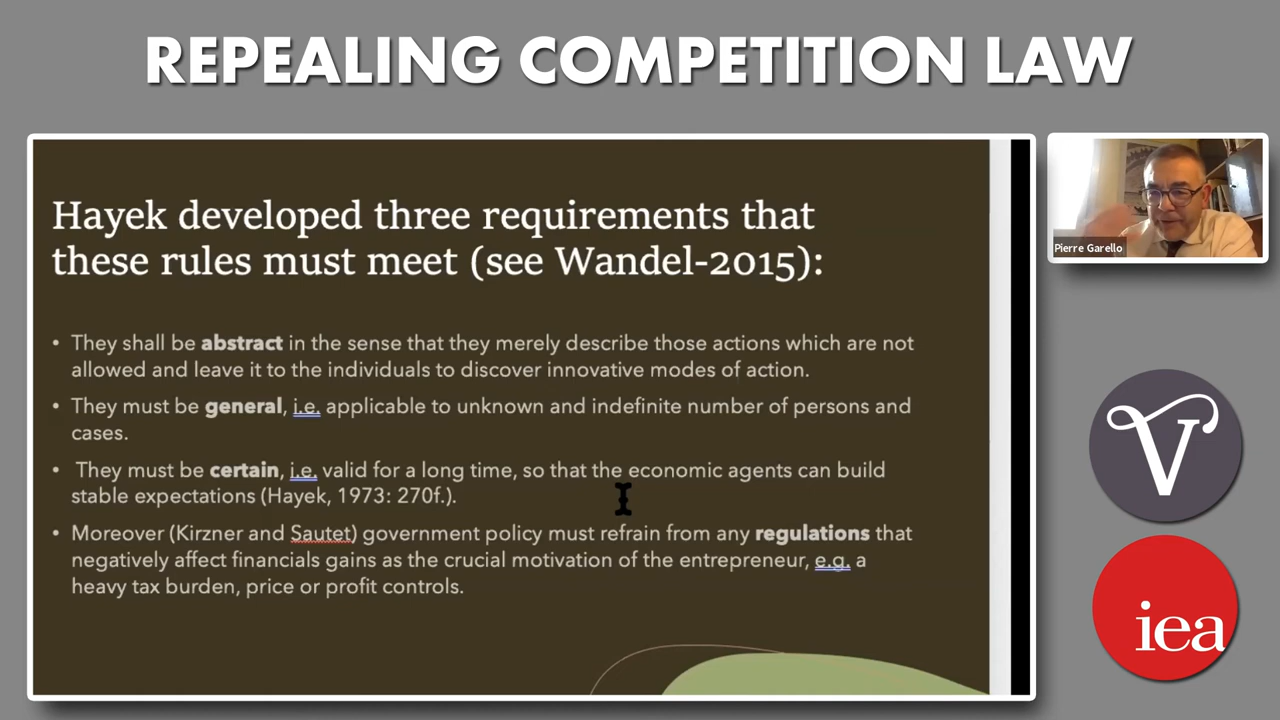 REPEALING COMPETITION LAW
Hayek developed three requirements that
these rules must meet (see Wandel-2015):
• They shall be abstract in the sense that they merely describe those actions which are not
allowed and leave it to the individuals to discover innovative modes of action.
• They must be general, i.e. applicable to unknown and indefinite number of persons and
cases.
• They must be certain, i.e. valid for a long time, so that the economic agents can build
stable expectations (Hayek, 1973: 270f.).
• Moreover (Kirzner and Sautet) government policy must refrain from any regulations that
negatively affect financials gains as the crucial motivation of the entrepreneur, e.g. a
heavy tax burden, price or profit controls.
Pierre Garello
V
iea